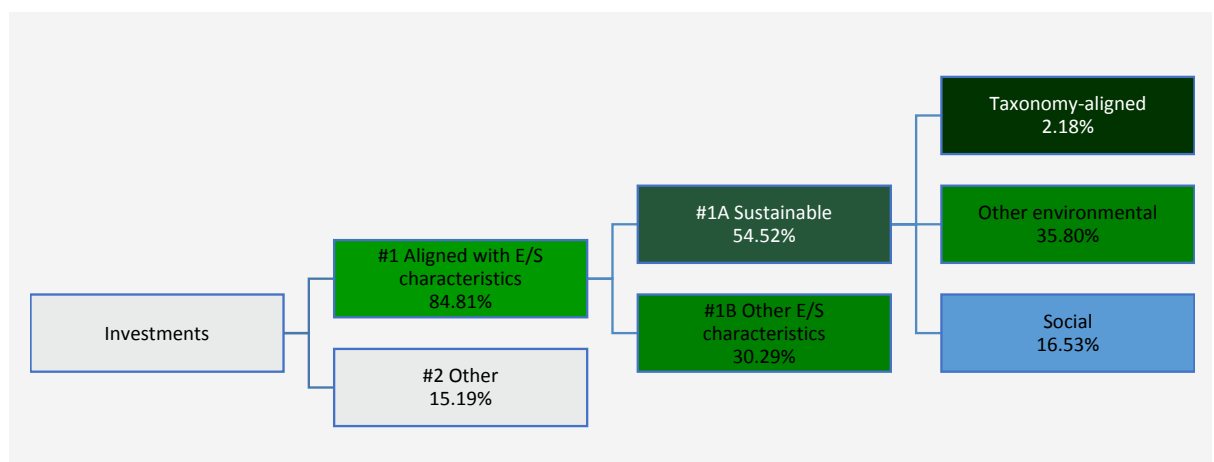 Investments
#1 Aligned with E/S
characteristics
84.81%
#2 Other
15.19%
#1A Sustainable
54.52%
#1B Other E/S
characteristics
30.29%
Taxonomy-aligned
2.18%
Other environmental
35.80%
Social
16.53%